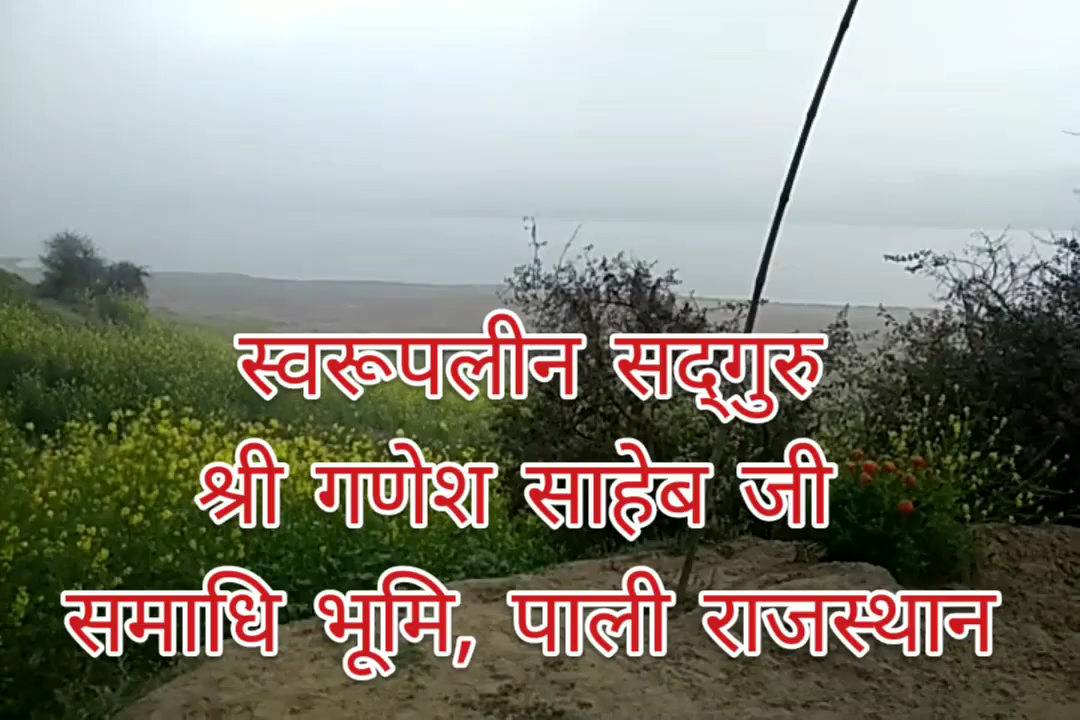 स्वरूपलीन सद्‌गुरु
श्री गणेश साहेब जी
समाधि भूमि, पाली राजस्थान